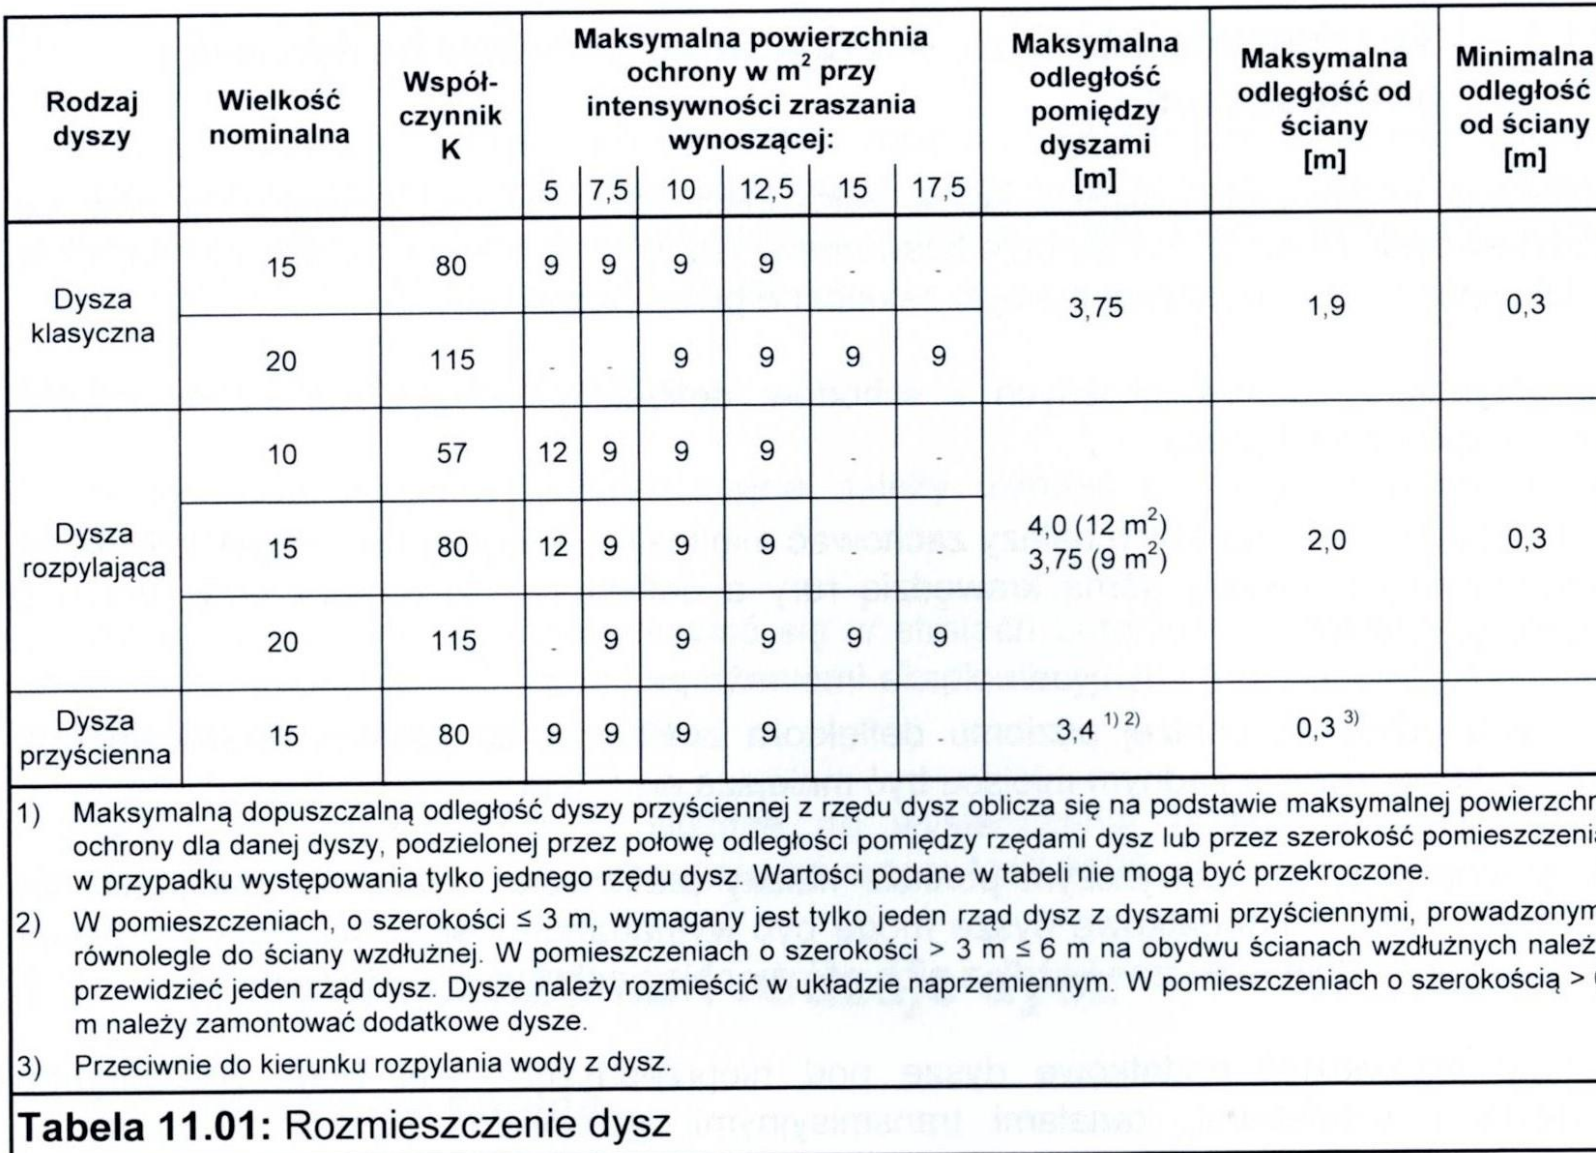 Rodzaj dyszy | Wielkość nominalna | Współ-czynnik K | Maksymalna powierzchnia ochrony w m² przy intensywności zraszania wynoszącej: | Maksymalna odległość pomiędzy dyszami [m] | Maksymalna odległość od ściany [m] | Minimalna odległość od ściany [m]
5 | 7,5 | 10 | 12,5 | 15 | 17,5
Dysza klasyczna | 15 | 80 | 9 | 9 | 9 | 9 | - | - | 3,75 | 1,9 | 0,3
20 | 115 | - | - | 9 | 9 | 9 | 9
Dysza rozpylająca | 10 | 57 | 12 | 9 | 9 | 9 | - | - | 4,0 (12 m²) 3,75 (9 m²) | 2,0 | 0,3
15 | 80 | 12 | 9 | 9 | 9 | - | -
20 | 115 | - | 9 | 9 | 9 | 9 | 9
Dysza przyścienna | 15 | 80 | 9 | 9 | 9 | 9 | - | - | 3,4 ¹⁾ ²⁾ | 0,3 ³⁾ | -
1) Maksymalną dopuszczalną odległość dyszy przyściennej z rzędu dysz oblicza się na podstawie maksymalnej powierzchn
ochrony dla danej dyszy, podzielonej przez połowę odległości pomiędzy rzędami dysz lub przez szerokość pomieszczenia
w przypadku występowania tylko jednego rzędu dysz. Wartości podane w tabeli nie mogą być przekroczone.
2) W pomieszczeniach, o szerokości ≤ 3 m, wymagany jest tylko jeden rząd dysz z dyszami przyściennymi, prowadzonym
równolegle do ściany wzdłużnej. W pomieszczeniach o szerokości > 3 m ≤ 6 m na obydwu ścianach wzdłużnych należ
przewidzieć jeden rząd dysz. Dysze należy rozmieścić w układzie naprzemiennym. W pomieszczeniach o szerokością >
m należy zamontować dodatkowe dysze.
3) Przeciwnie do kierunku rozpylania wody z dysz.
Tabela 11.01: Rozmieszczenie dysz